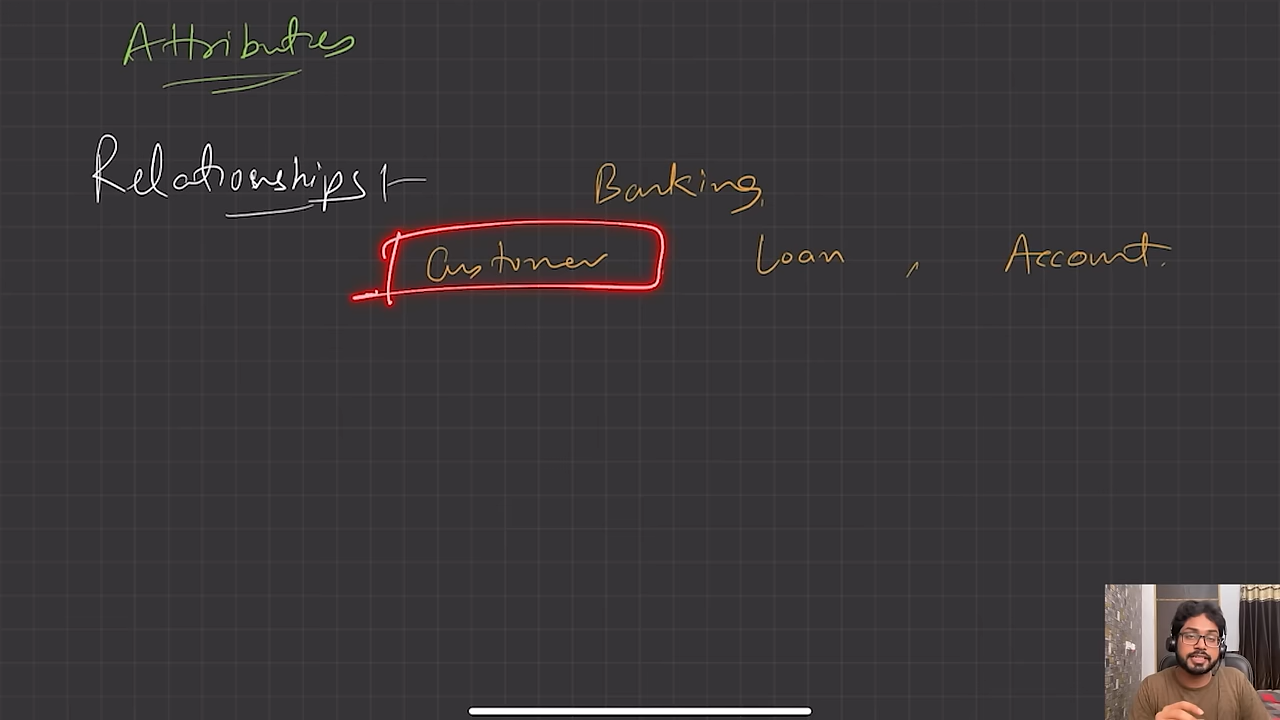 Attributes
Relationships :-
Banking,
Customer Loan , Account.